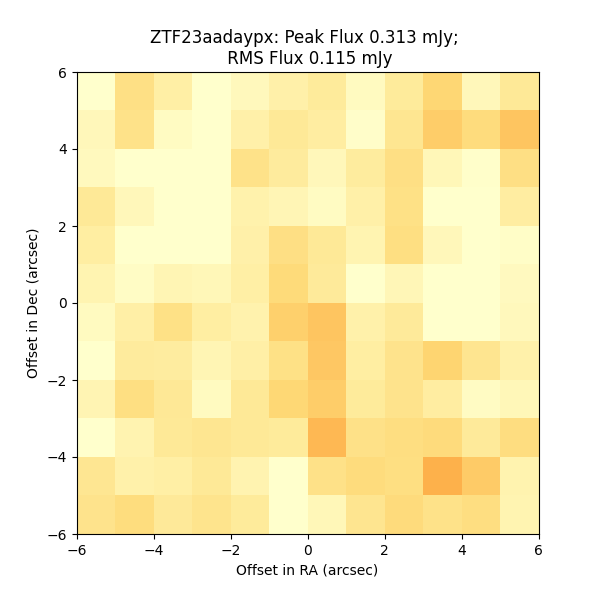 ZTF23aadaypx: Peak Flux 0.313 mJy;
RMS Flux 0.115 mJy
6
4
2
0
−2
−4
−6
Offset in Dec (arcsec)
−6 −4 −2 0 2 4 6
Offset in RA (arcsec)